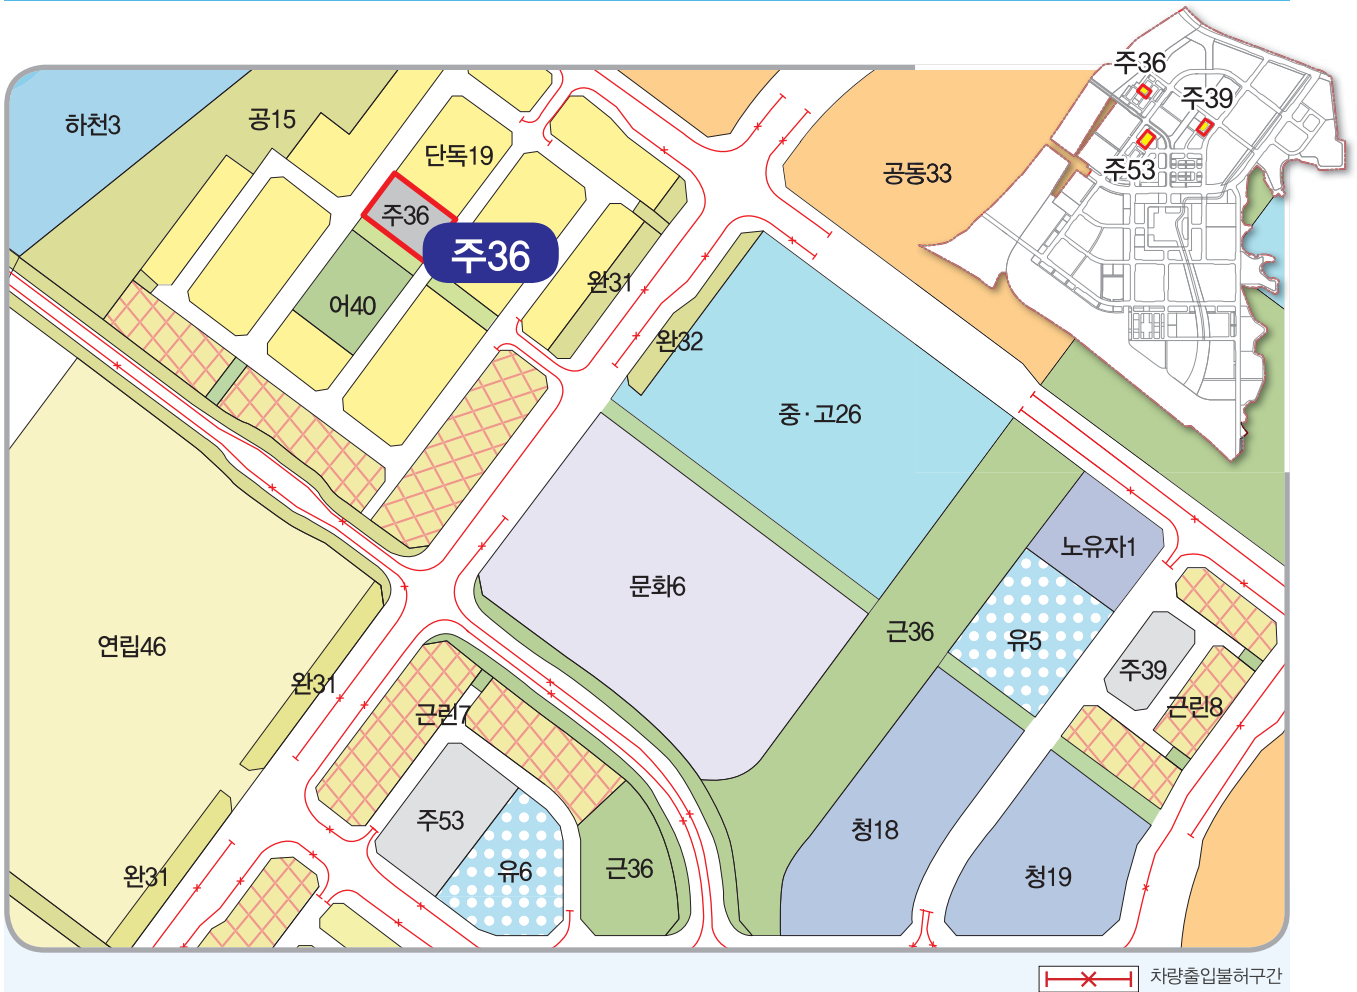 주36
주39
주53
하천3
공15
단독19
주36
주36
공동33
어40
완31
완32
중·고26
노유자1
문화6
근36
유5
연립46
완31
주39
근린8
근린7
주53
청18
유6
근36
청19
완31
차량출입불허구간